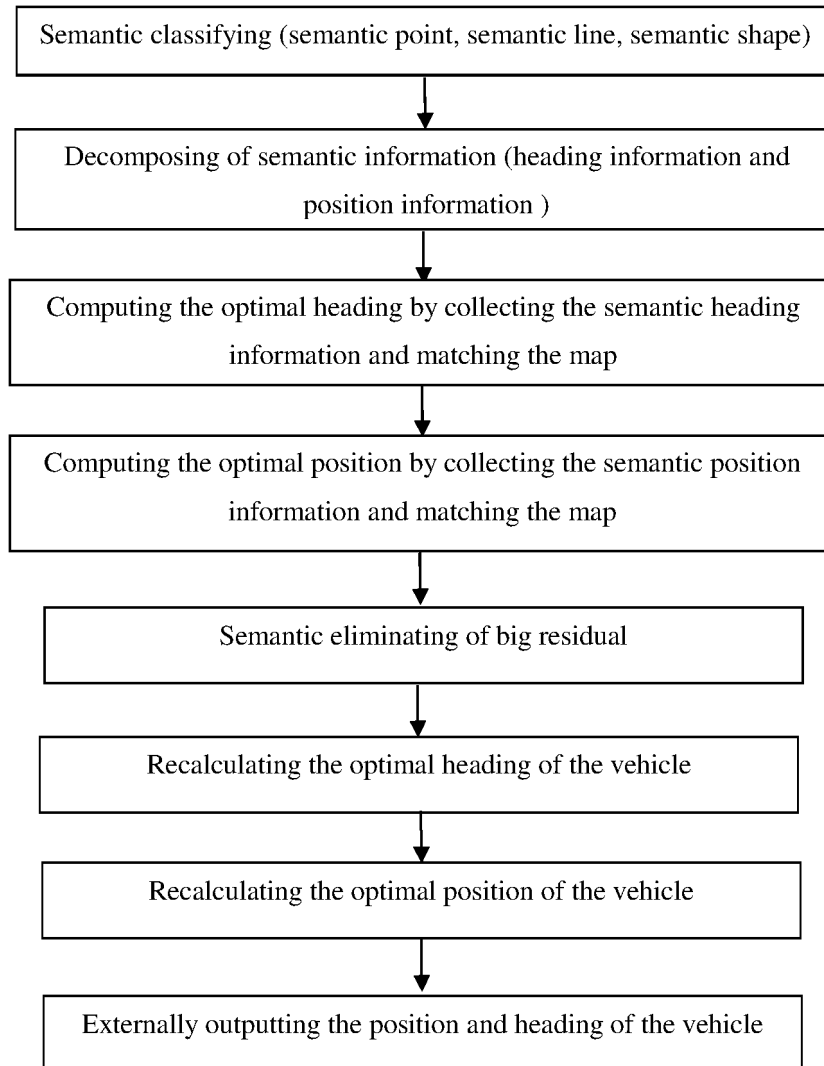 Semantic classifying (semantic point, semantic line, semantic shape)
Decomposing of semantic information (heading information and
position information )
Computing the optimal heading by collecting the semantic heading
information and matching the map
Computing the optimal position by collecting the semantic position
information and matching the map
Semantic eliminating of big residual
Recalculating the optimal heading of the vehicle
Recalculating the optimal position of the vehicle
Externally outputting the position and heading of the vehicle